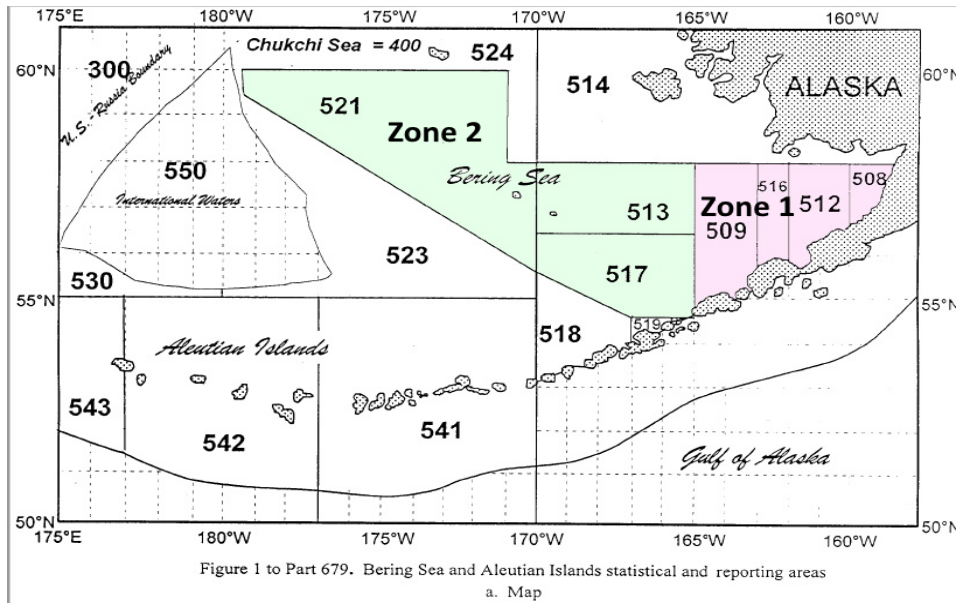 175°E 180°W 175°W 170°W 165°W 160°W
Chukchi Sea = 400
524
60°N
300
U.S.-Russia Boundary
60°N
514
ALASKA
521
Zone 2
550
International Waters
Bering Sea
513
Zone 1
509
516
512
508
523
517
530
55°N
55°N
518
519
Aleutian Islands
543
542
541
Gulf of Alaska
50°N
50°N
175°E 180°W 175°W 170°W 165°W 160°W
Figure 1 to Part 679. Bering Sea and Aleutian Islands statistical and reporting areas
a. Map